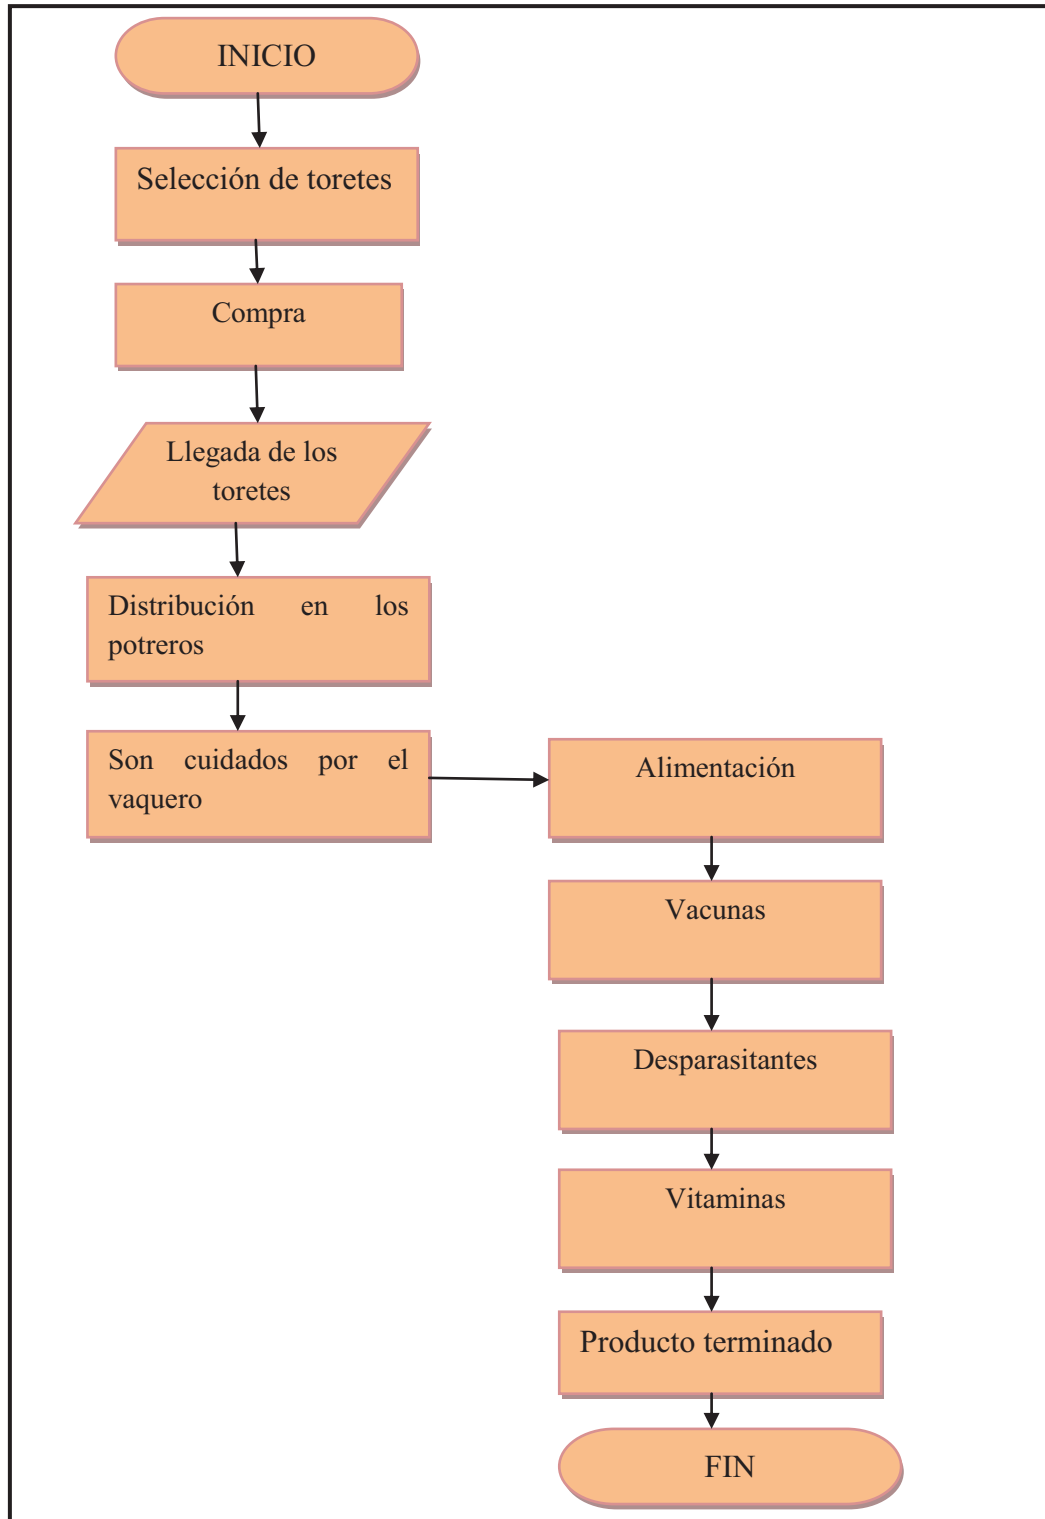 INICIO
Selección de toretes
Compra
Llegada de los
toretes
Distribución en los
potreros
Son cuidados por el
vaquero
Alimentación
Vacunas
Desparasitantes
Vitaminas
Producto terminado
FIN